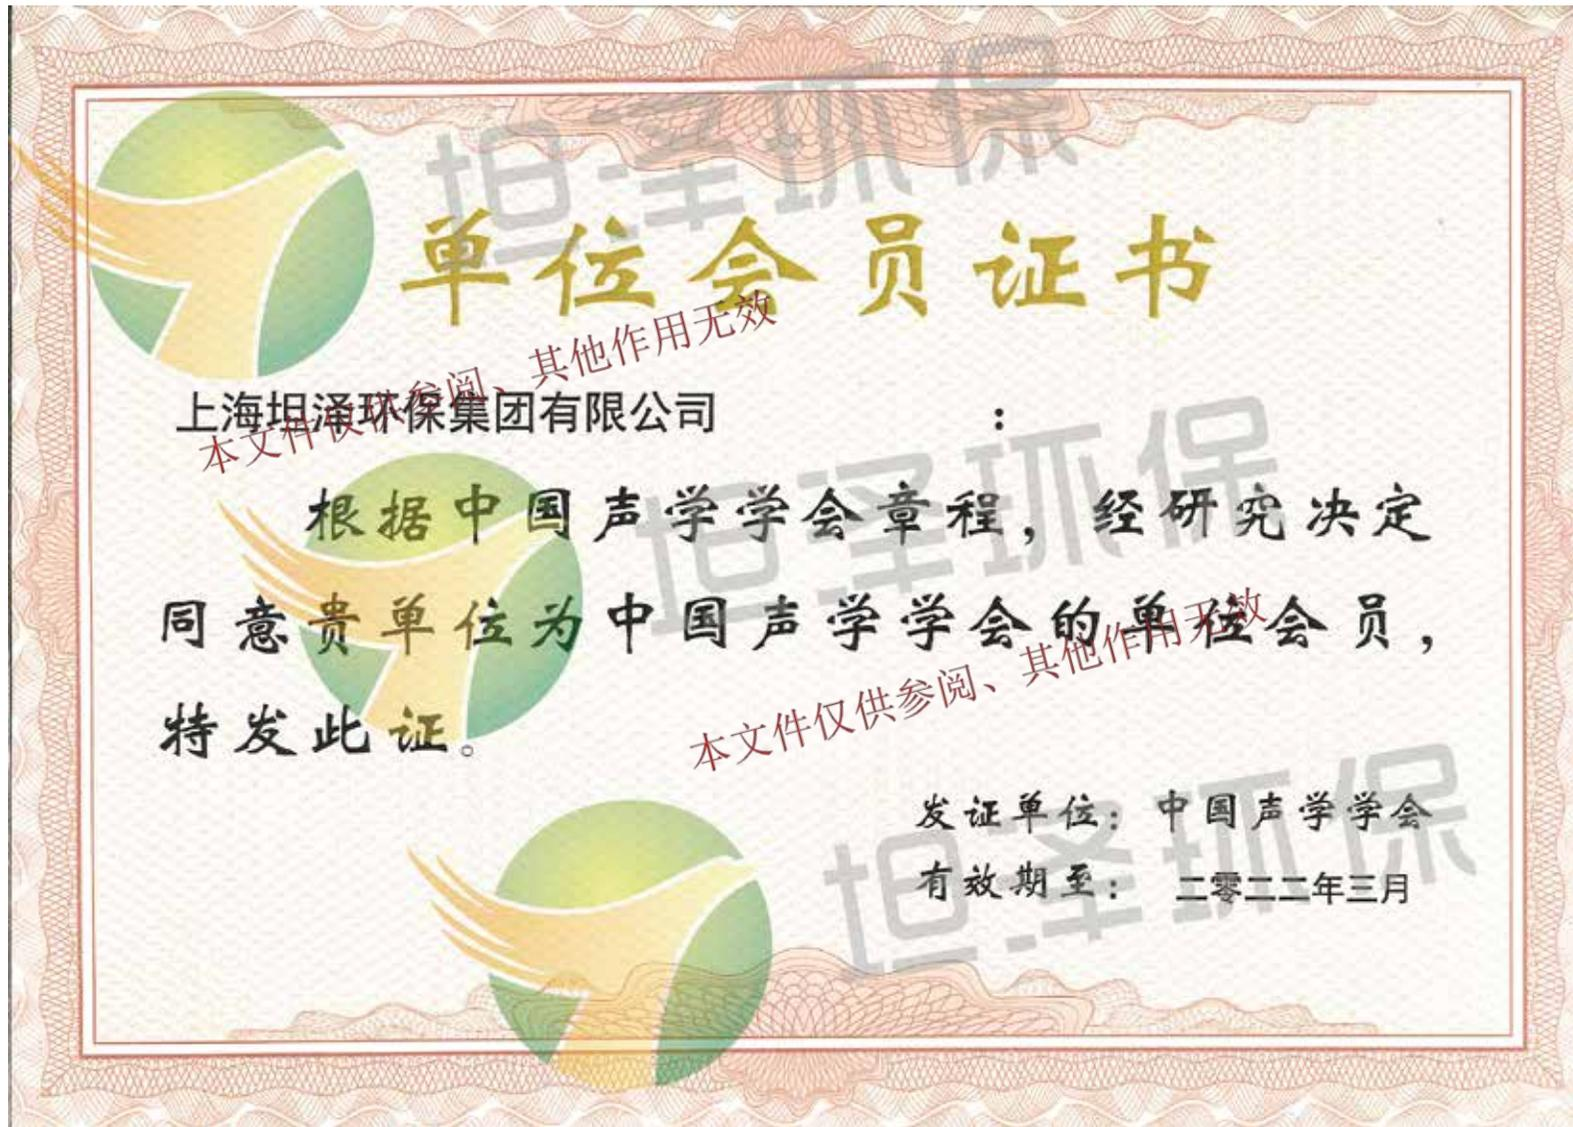 坦泽环保
单位会员证书
本文件仅供参阅、其他作用无效
上海坦泽环保集团有限公司：
坦泽环保
根据中国声学学会章程，经研究决定
同意贵单位为中国声学学会的单位会员，
特发此证。
本文件仅供参阅、其他作用无效
坦泽环保
发证单位：中国声学学会
有效期至：二零二二年三月